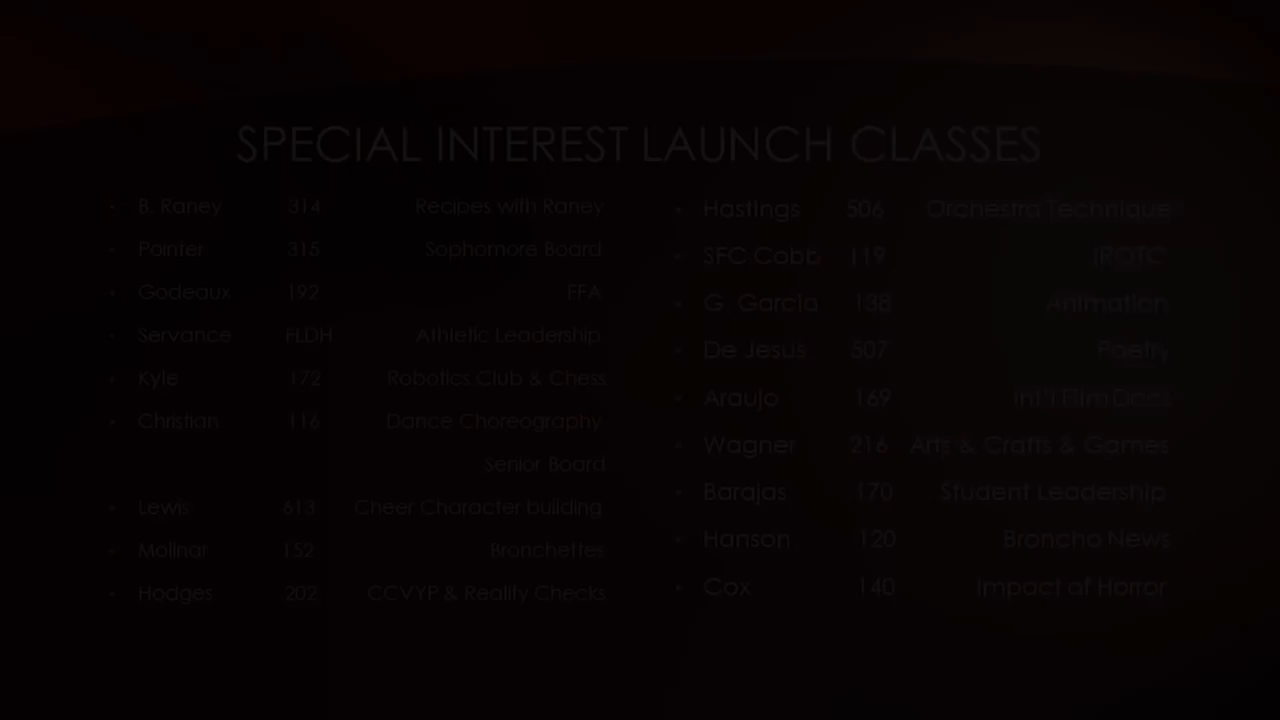 SPECIAL INTEREST LAUNCH CLASSES
• B. Raney 314 Recipes with Raney
• Pointer 315 Sophomore Board
• Godeaux 192 FFA
• Servance FLDH Athletic Leadership
• Kyle 172 Robotics Club & Chess
• Christian 116 Dance Choreography
Senior Board
• Lewis 613 Cheer Character building
• Molinar 152 Bronchettes
• Hodges 202 CCVYP & Reality Checks
• Hastings 506 Orchestra Technique
• SFC Cobb 119 JROTC
• G Garcia 138 Animation
• De Jesus 507 Poetry
• Araujo 169 Int'l Film Doss
• Wagner 216 Arts & Crafts & Games
• Barajas 170 Student Leadership
• Hanson 120 Broncho News
• Cox 140 Impact of Horror